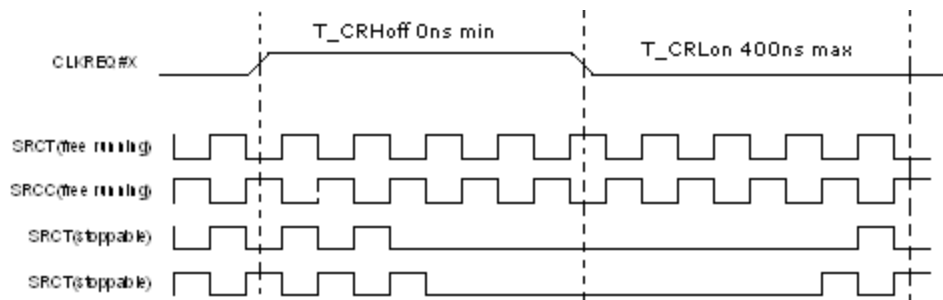 T_CRHoff 0ns min
T_CRLon 400ns max
CLKREQ#X
SRCT(free running)
SRCC(free running)
SRCT(stoppable)
SRCT(stoppable)